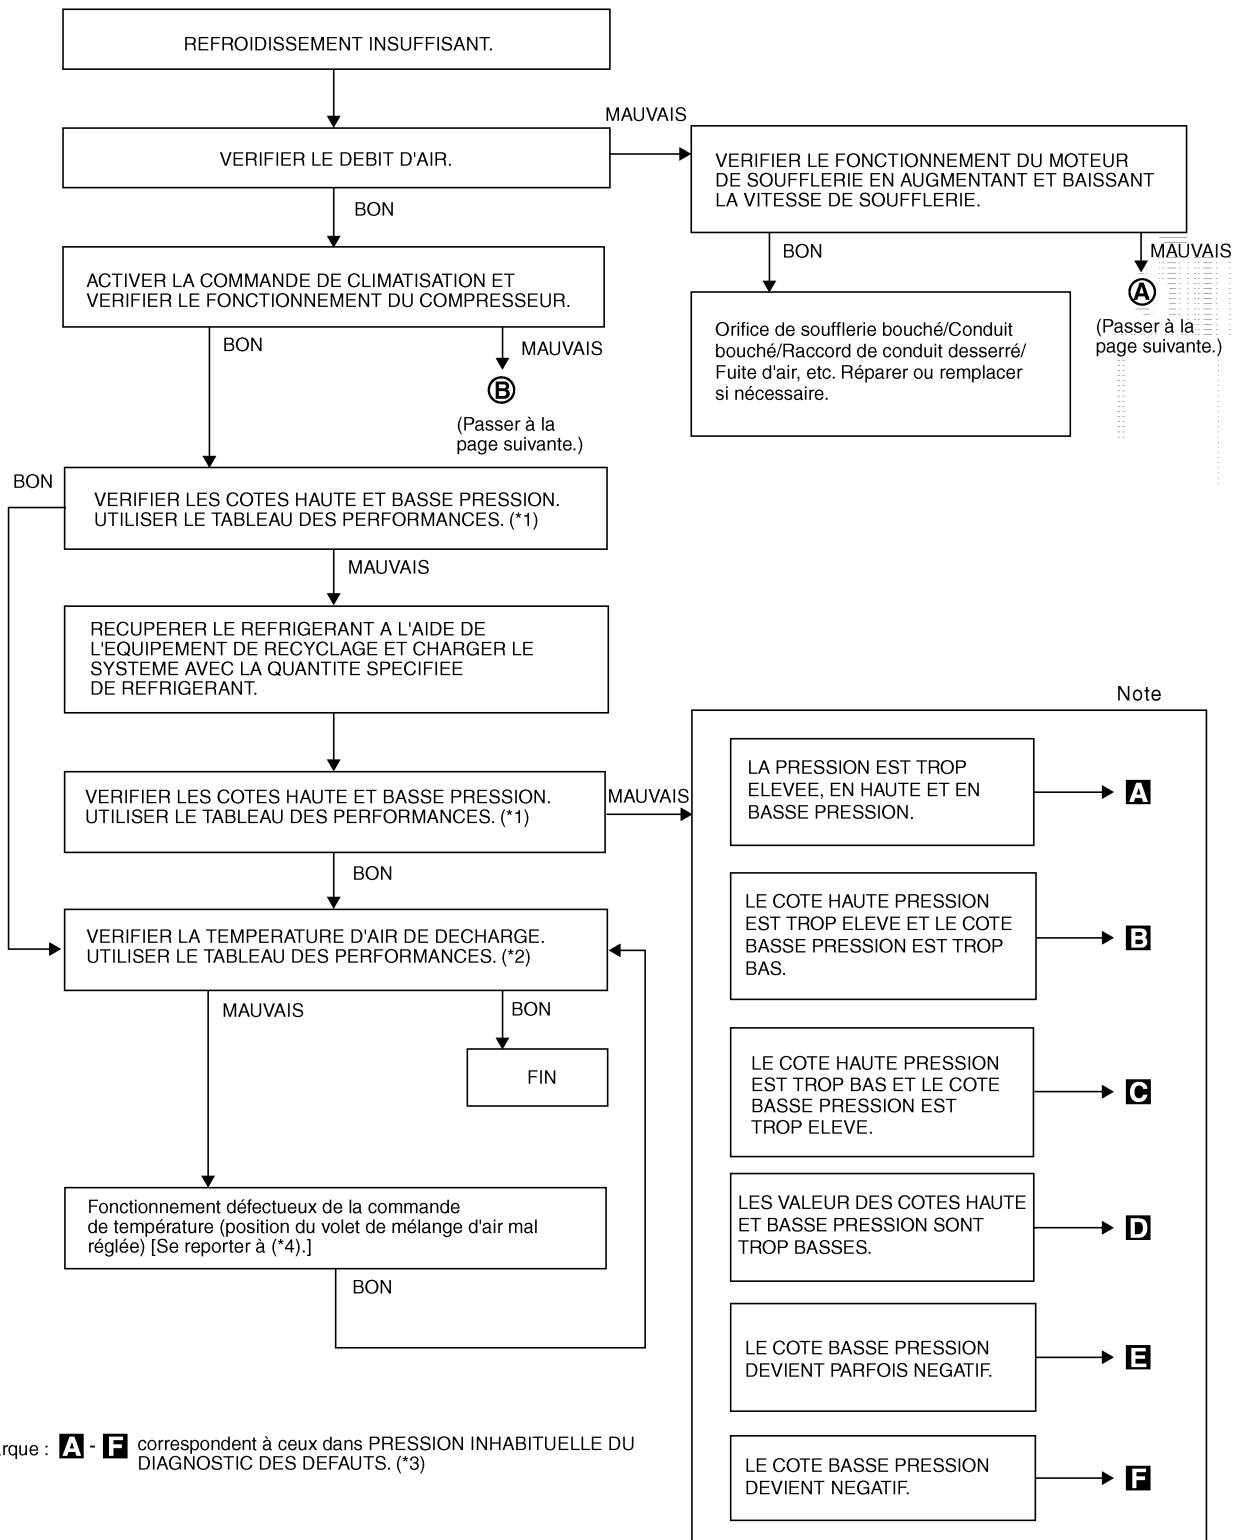 REFROIDISSEMENT INSUFFISANT.
MAUVAIS
VERIFIER LE DEBIT D'AIR.
VERIFIER LE FONCTIONNEMENT DU MOTEUR
DE SOUFFLERIE EN AUGMENTANT ET BAISSANT
LA VITESSE DE SOUFFLERIE.
BON
BON
MAUVAIS
ACTIVER LA COMMANDE DE CLIMATISATION ET
VERIFIER LE FONCTIONNEMENT DU COMPRESSEUR.
A
(Passer à la
page suivante.)
Orifice de soufflerie bouché/Conduit
bouché/Raccord de conduit desserré/
Fuite d'air, etc. Réparer ou remplacer
si nécessaire.
BON
MAUVAIS
B
(Passer à la
page suivante.)
BON
VERIFIER LES COTES HAUTE ET BASSE PRESSION.
UTILISER LE TABLEAU DES PERFORMANCES. (*1)
MAUVAIS
RECUPERER LE REFRIGERANT A L'AIDE DE
L'EQUIPEMENT DE RECYCLAGE ET CHARGER LE
SYSTEME AVEC LA QUANTITE SPECIFIEE
DE REFRIGERANT.
Note
VERIFIER LES COTES HAUTE ET BASSE PRESSION.
UTILISER LE TABLEAU DES PERFORMANCES. (*1)
MAUVAIS
LA PRESSION EST TROP
ELEVEE, EN HAUTE ET EN
BASSE PRESSION.
A
BON
LE COTE HAUTE PRESSION
EST TROP ELEVE ET LE COTE
BASSE PRESSION EST TROP
BAS.
B
VERIFIER LA TEMPERATURE D'AIR DE DECHARGE.
UTILISER LE TABLEAU DES PERFORMANCES. (*2)
MAUVAIS
BON
FIN
LE COTE HAUTE PRESSION
EST TROP BAS ET LE COTE
BASSE PRESSION EST
TROP ELEVE.
C
Fonctionnement défectueux de la commande
de température (position du volet de mélange d'air mal
réglée) [Se reporter à (*4).]
BON
LES VALEUR DES COTES HAUTE
ET BASSE PRESSION SONT
TROP BASSES.
D
LE COTE BASSE PRESSION
DEVIENT PARFOIS NEGATIF.
E
LE COTE BASSE PRESSION
DEVIENT NEGATIF.
F
rque : A - F correspondent à ceux dans PRESSION INHABITUELLE DU
DIAGNOSTIC DES DEFAUTS. (*3)